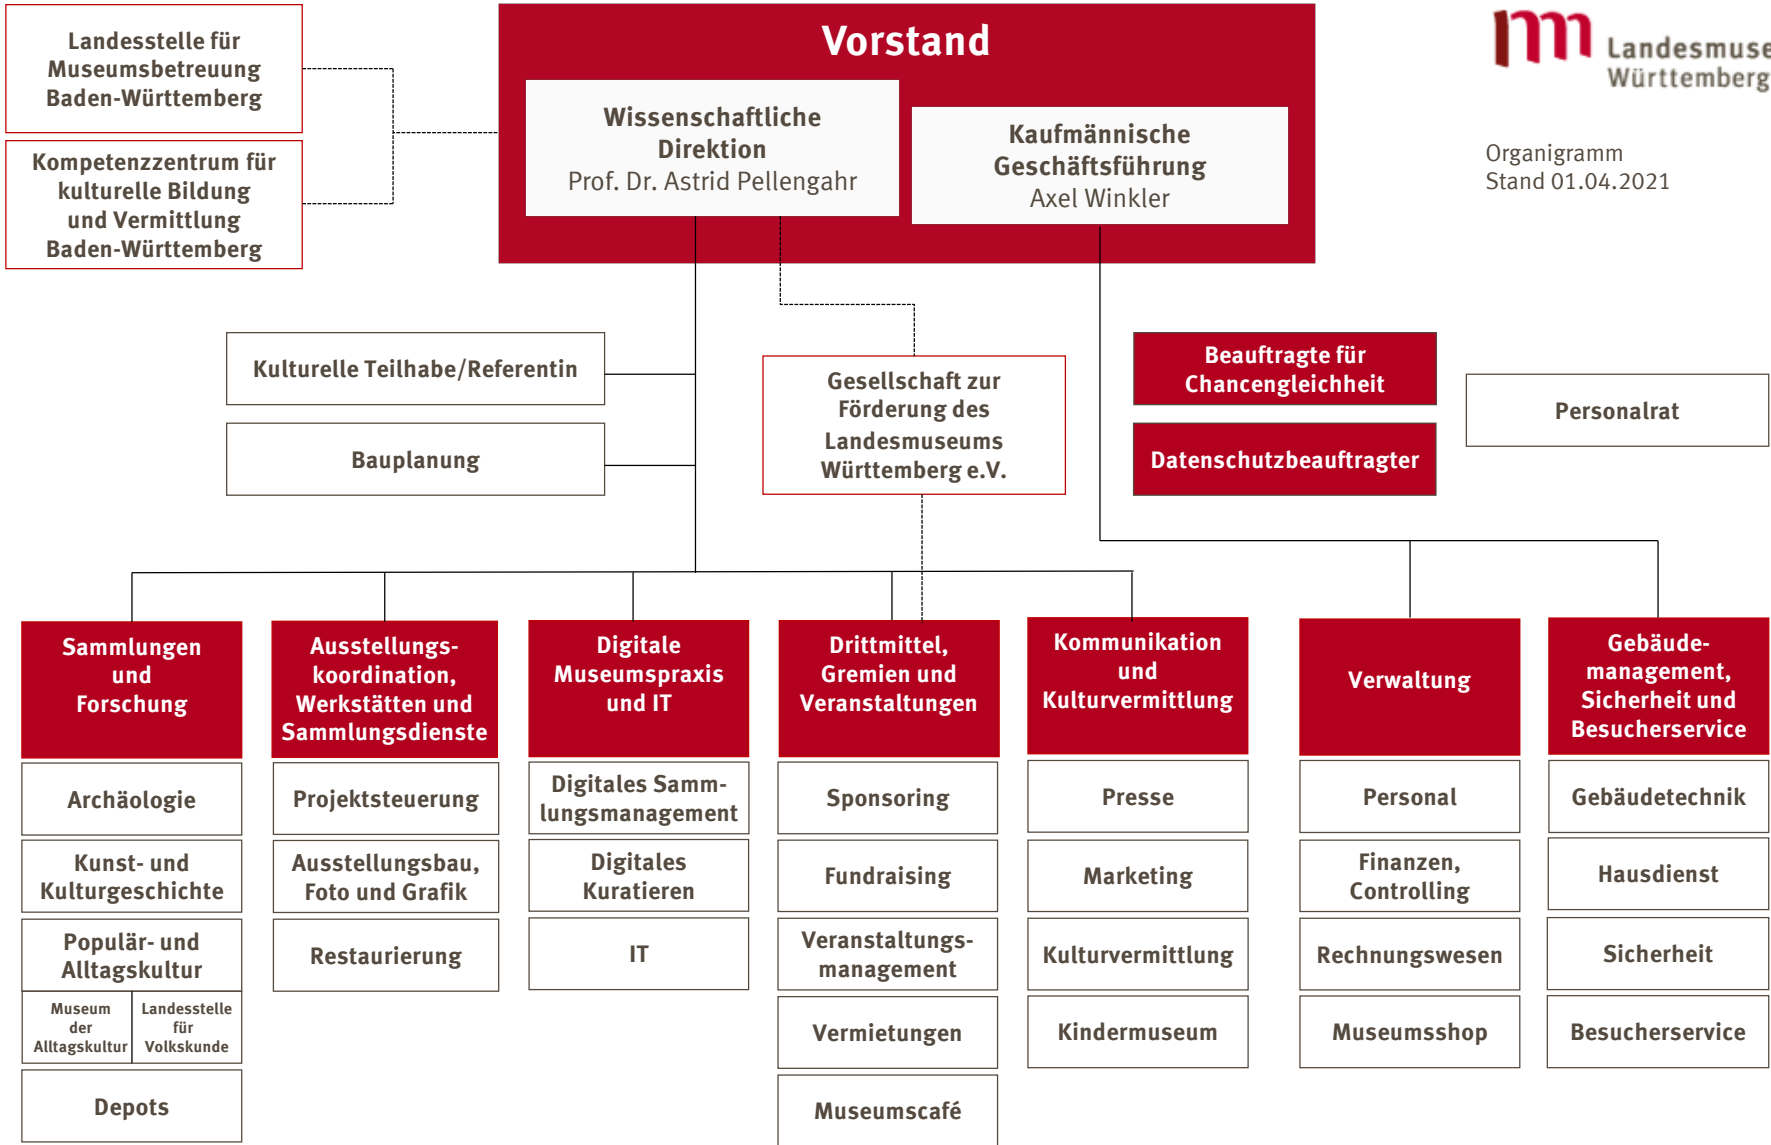 Landesstelle für
Museumsbetreuung
Baden-Württemberg
Kompetenzzentrum für
kulturelle Bildung
und Vermittlung
Baden-Württemberg
Vorstand
Wissenschaftliche
Direktion
Prof. Dr. Astrid Pellengahr
Kaufmännische
Geschäftsführung
Axel Winkler
Landesmuse
Württemberg
Organigramm
Stand 01.04.2021
Kulturelle Teilhabe/Referentin
Bauplanung
Gesellschaft zur
Förderung des
Landesmuseums
Württemberg e.V.
Beauftragte für
Chancengleichheit
Datenschutzbeauftragter
Personalrat
Sammlungen
und
Forschung
Archäologie
Kunst- und
Kulturgeschichte
Populär- und
Alltagskultur
Museum
der
Alltagskultur
Landesstelle
für
Volkskunde
Depots
Ausstellungs-
koordination,
Werkstätten und
Sammlungsdienste
Projektsteuerung
Ausstellungsbau,
Foto und Grafik
Restaurierung
Digitale
Museumspraxis
und IT
Digitales Samm-
lungsmanagement
Digitales
Kuratieren
IT
Drittmittel,
Gremien und
Veranstaltungen
Sponsoring
Fundraising
Veranstaltungs-
management
Vermietungen
Museumscafé
Kommunikation
und
Kulturvermittlung
Presse
Marketing
Kulturvermittlung
Kindermuseum
Verwaltung
Personal
Finanzen,
Controlling
Rechnungswesen
Museumsshop
Gebäude-
management,
Sicherheit und
Besucherservice
Gebäudetechnik
Hausdienst
Sicherheit
Besucherservice